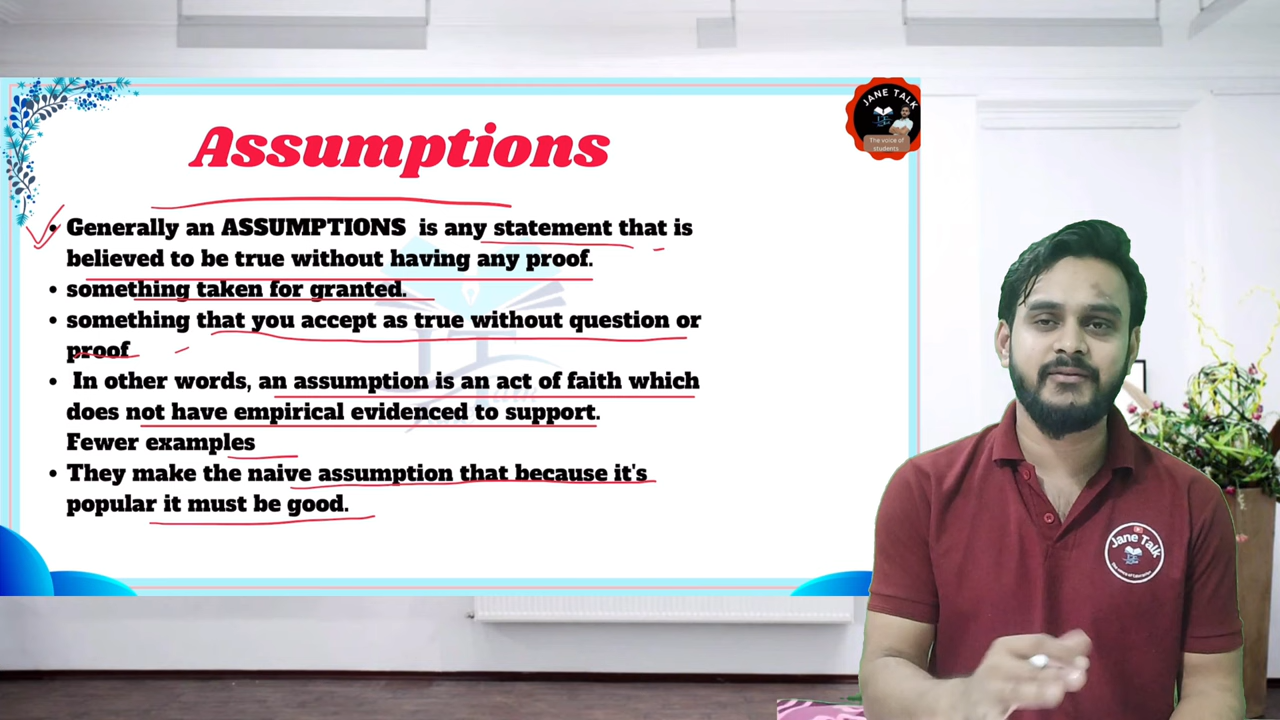 Assumptions
JANE TALK
The voice of
students
• Generally an ASSUMPTIONS is any statement that is
believed to be true without having any proof.
• something taken for granted.
• something that you accept as true without question or
proof
• In other words, an assumption is an act of faith which
does not have empirical evidenced to support.
Fewer examples
• They make the naive assumption that because it's
popular it must be good.
Jane Talk